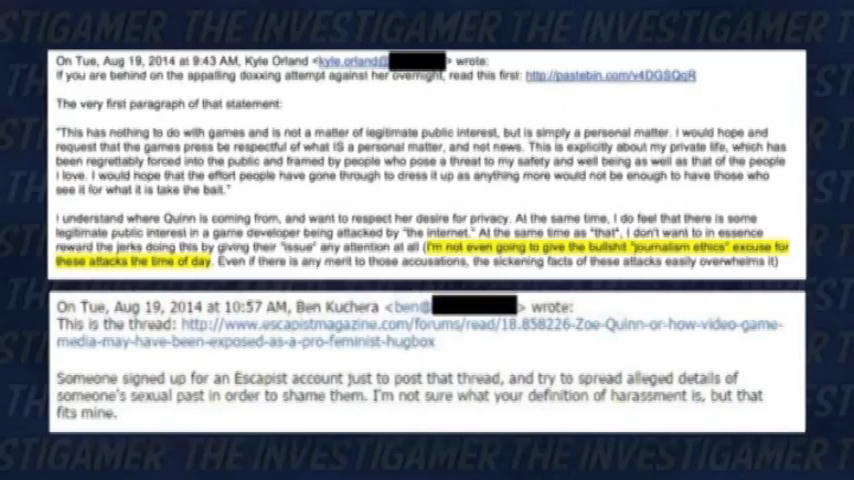 THE INVESTIGAMER THE INVESTIGAMER THE
On Tue, Aug 19, 2014 at 9:43 AM, Kyle Orland <kyle.orland@ > wrote:
If you are behind on the appalling doxxing attempt against her overnight, read this first: http://pastebin.com/v4DGSQqR
The very first paragraph of that statement:
"This has nothing to do with games and is not a matter of legitimate public interest, but is simply a personal matter. I would hope and
request that the games press be respectful of what IS a personal matter, and not news. This is explicitly about my private life, which has
been regrettably forced into the public and framed by people who pose a threat to my safety and well being as well as that of the people
I love. I would hope that the effort people have gone through to dress it up as anything more would not be enough to have those who
see it for what it is take the bait."
I understand where Quinn is coming from, and want to respect her desire for privacy. At the same time, I do feel that there is some
legitimate public interest in a game developer being attacked by "the internet." At the same time as "that", I don't want to in essence
reward the jerks doing this by giving their "issue" any attention at all (I'm not even going to give the bullshit "journalism ethics" exouse for
these attacks the time of day. Even if there is any merit to those accusations, the sickening facts of these attacks easily overwhelms it)
On Tue, Aug 19, 2014 at 10:57 AM, Ben Kuchera <ben@ > wrote:
This is the thread: http://www.escapistmagazine.com/forums/read/18.858226-Zoe-Quinn-or-how-video-game-
media-may-have-been-exposed-as-a-pro-feminist-hugbox
Someone signed up for an Escapist account just to post that thread, and try to spread alleged details of
someone's sexual past in order to shame them. I'm not sure what your definition of harassment is, but that
fits mine.
STIGAMER THE INVESTIGAMER THE INVESTIGAMER T